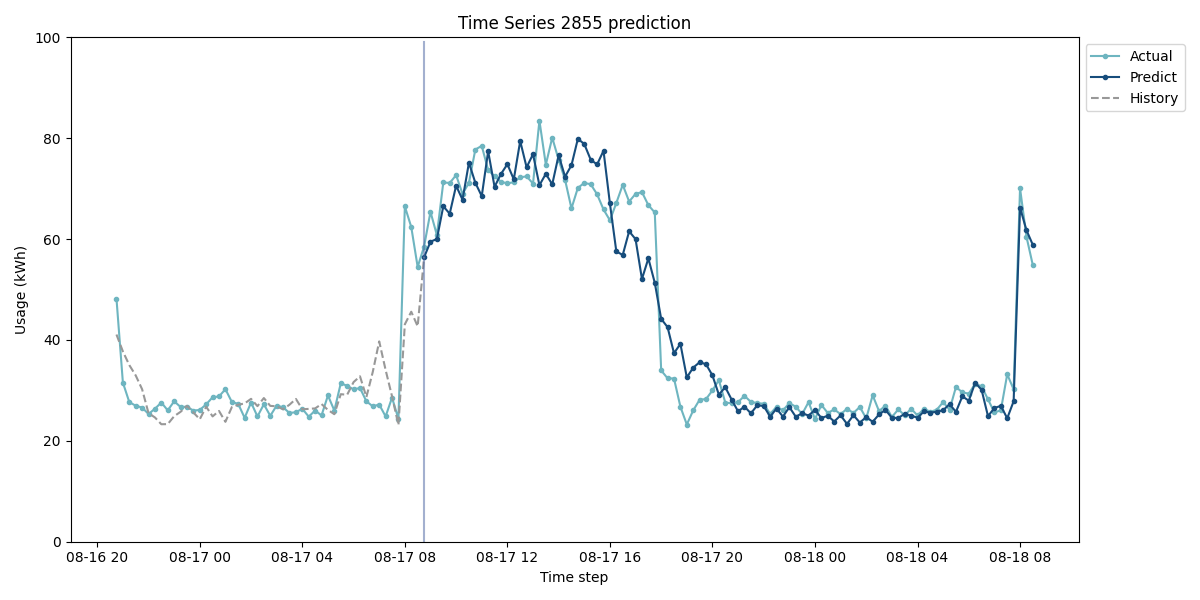 Time Series 2855 prediction
100
80
60
40
20
0
Usage (kWh)
08-16 20
08-17 00
08-17 04
08-17 08
08-17 12
08-17 16
08-17 20
08-18 00
08-18 04
08-18 08
Time step
Actual
Predict
History